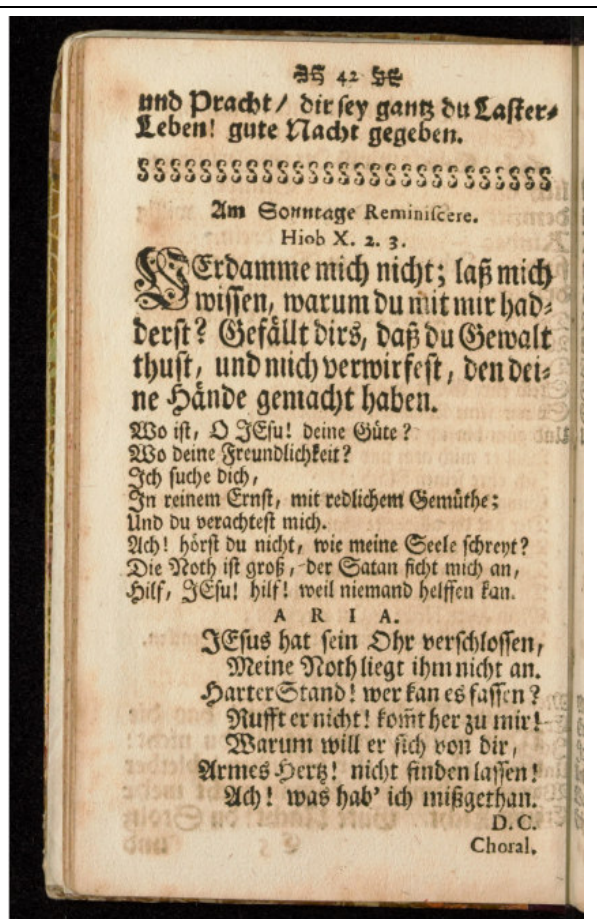 42
und Pracht / dir sey gantz du Laster-
Leben! gute Nacht gegeben.
Am Sonntage Reminiscere.
Hiob X. 2. 3.
VErdamme mich nicht; laß mich
wissen, warum du mit mir had-
derst? Gefällt dirs, daß du Gewalt
thust, und mich verwirfest, den dei-
ne Hände gemacht haben.
Wo ist, O JEsu! deine Güte?
Wo deine Freundlichkeit?
Ich suche dich,
In reinem Ernst, mit redlichem Gemüthe;
Und du verachtest mich.
Ach! hörst du nicht, wie meine Seele schreyt?
Die Noth ist groß, der Satan ficht mich an,
Hilf, JEsu! hilf! weil niemand helffen kan.
ARIA.
JEsus hat sein Ohr verschlossen,
Meine Noth liegt ihm nicht an.
Harter Stand! wer kan es fassen?
Rufft er nicht! kom̃t her zu mir!
Warum will er sich von dir,
Armes Hertz! nicht finden lassen!
Ach! was hab' ich mißgethan.
D.C.
Choral.